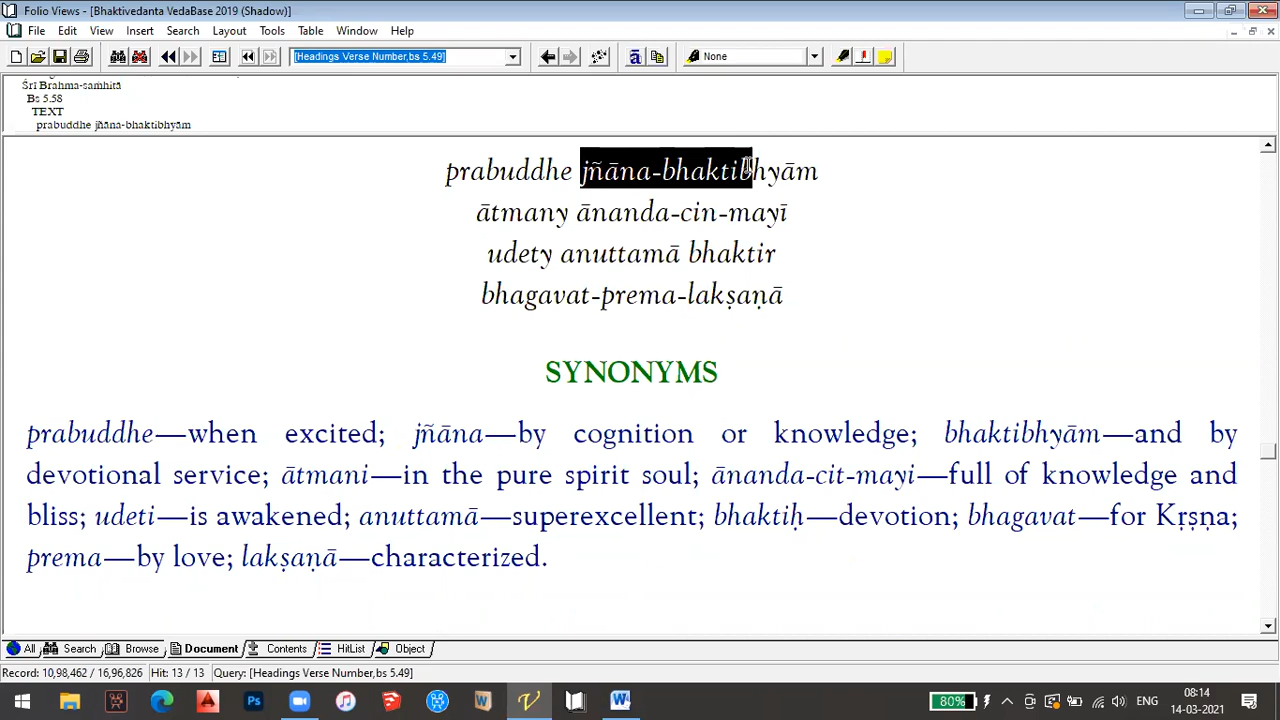 Folio Views - [Bhaktivedanta VedaBase 2019 (Shadow)]
File Edit View Insert Search Layout Tools Table Window Help
[Headings Verse Number,bs 5.49] None
Śrī Brahma-saṁhitā
Bs 5.58
TEXT
prabuddhe jñāna-bhaktibhyām
prabuddhe jñāna-bhaktibhyām
ātmany ānanda-cin-mayī
udety anuttamā bhaktir
bhagavat-prema-lakṣaṇā
SYNONYMS
prabuddhe—when excited; jñāna—by cognition or knowledge; bhaktibhyām—and by
devotional service; ātmani—in the pure spirit soul; ānanda-cit-mayi—full of knowledge and
bliss; udeti—is awakened; anuttamā—superexcellent; bhaktiḥ—devotion; bhagavat—for Kṛṣṇa;
prema—by love; lakṣaṇā—characterized.
All Search Browse Document Contents HitList Object
Record: 10,98,462 / 16,96,826 Hit: 13 / 13 Query: [Headings Verse Number,bs 5.49]
80% ENG 08:14
14-03-2021